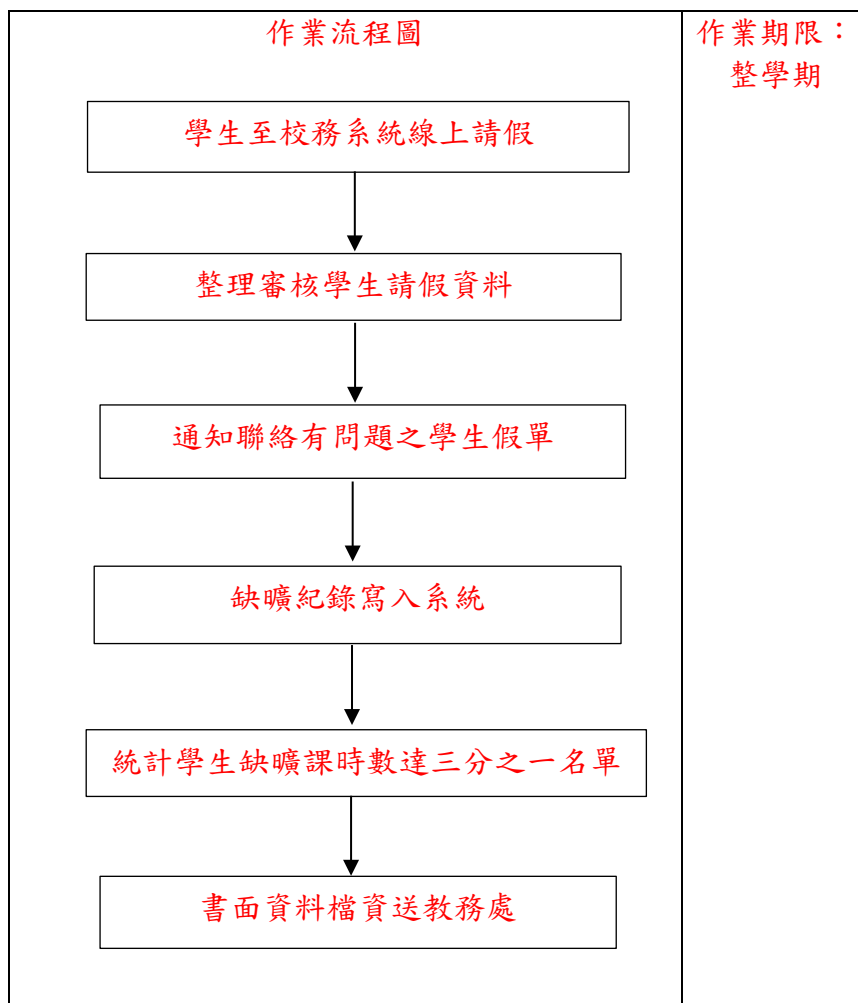 作業流程圖
作業期限：
整學期
學生至校務系統線上請假
整理審核學生請假資料
通知聯絡有問題之學生假單
缺曠紀錄寫入系統
統計學生缺曠課時數達三分之一名單
書面資料檔資送教務處